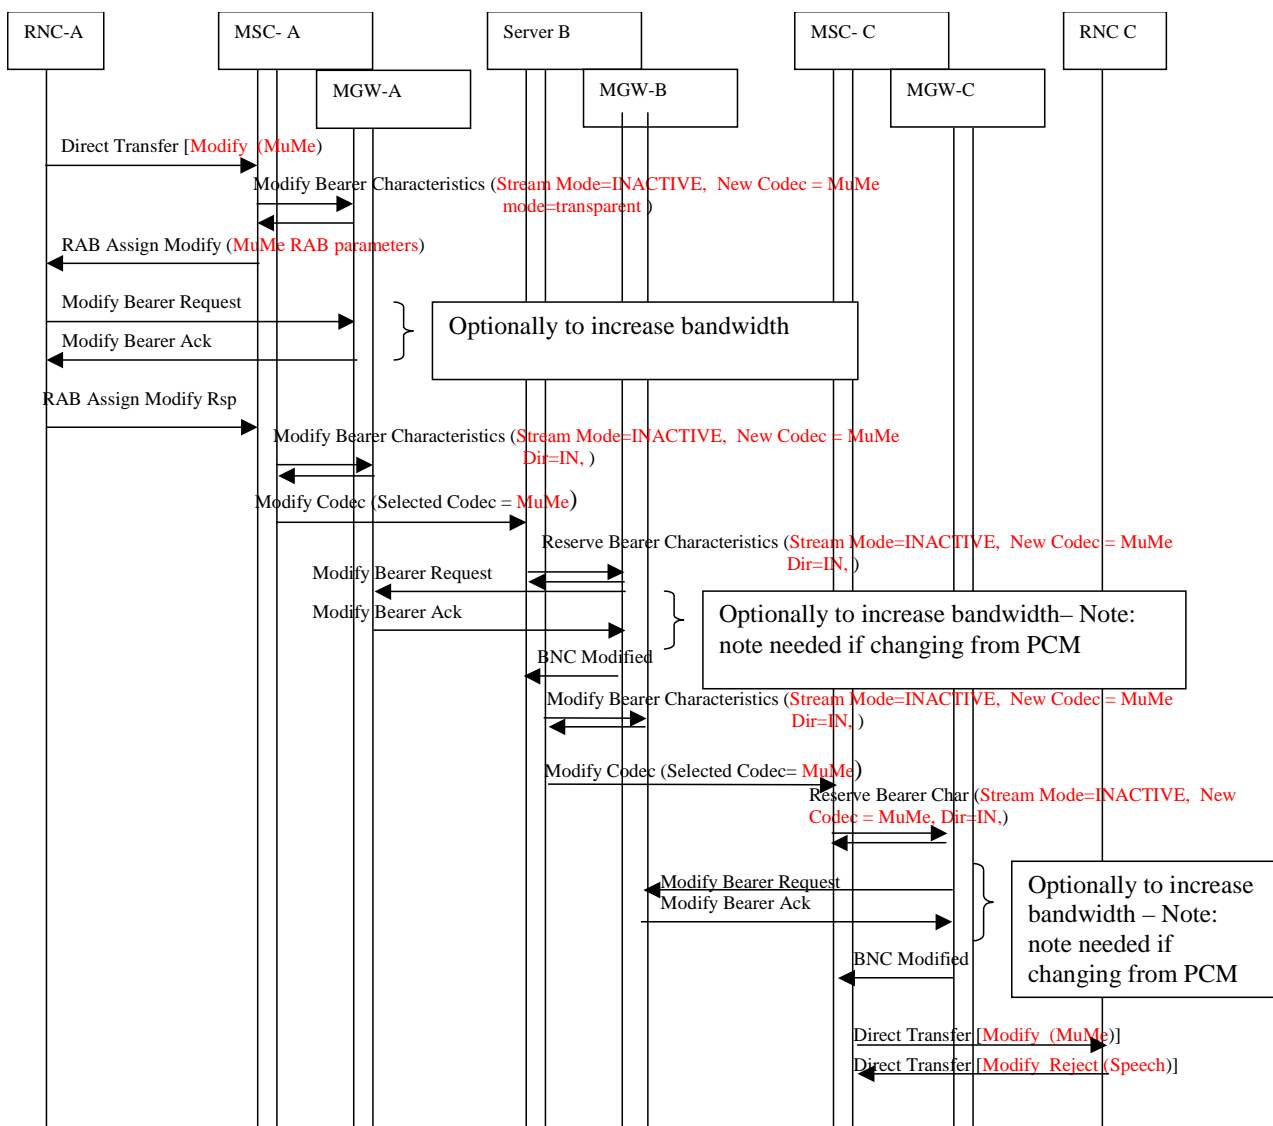 RNC-A
MSC- A
Server B
MSC- C
RNC C
MGW-A
MGW-B
MGW-C
Direct Transfer [Modify  (MuMe)
Modify Bearer Characteristics (Stream Mode=INACTIVE,  New Codec = MuMe
mode=transparent )
RAB Assign Modify (MuMe RAB parameters)
Modify Bearer Request
Optionally to increase bandwidth
Modify Bearer Ack
RAB Assign Modify Rsp
Modify Bearer Characteristics (Stream Mode=INACTIVE,  New Codec = MuMe
Dir=IN, )
Modify Codec (Selected Codec = MuMe)
Reserve Bearer Characteristics (Stream Mode=INACTIVE,  New Codec = MuMe
Dir=IN, )
Modify Bearer Request
Modify Bearer Ack
Optionally to increase bandwidth– Note:
note needed if changing from PCM
BNC Modified
Modify Bearer Characteristics (Stream Mode=INACTIVE,  New Codec = MuMe
Dir=IN, )
Modify Codec (Selected Codec= MuMe)
Reserve Bearer Char (Stream Mode=INACTIVE,  New
Codec = MuMe, Dir=IN,)
Modify Bearer Request
Modify Bearer Ack
Optionally to increase
bandwidth – Note:
note needed if
changing from PCM
BNC Modified
Direct Transfer [Modify  (MuMe)]
Direct Transfer [Modify  Reject (Speech)]